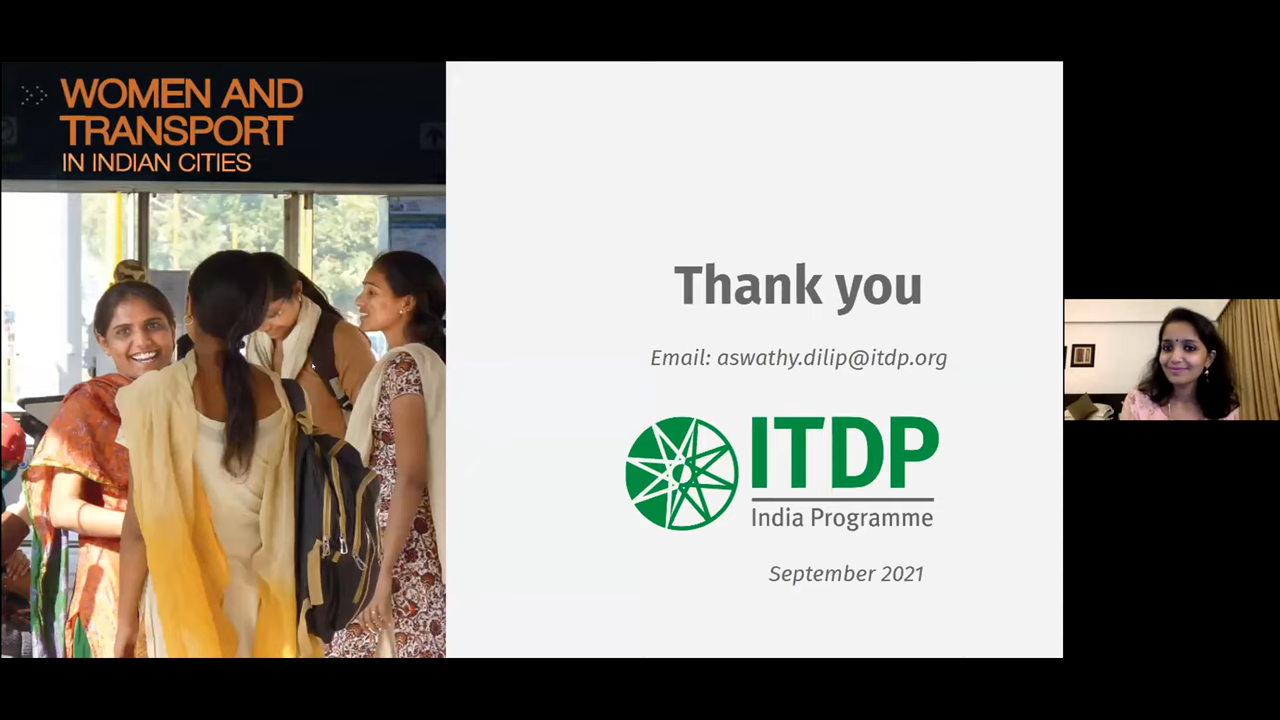 WOMEN AND
TRANSPORT
IN INDIAN CITIES
Thank you
Email: aswathy.dilip@itdp.org
ITDP
India Programme
September 2021